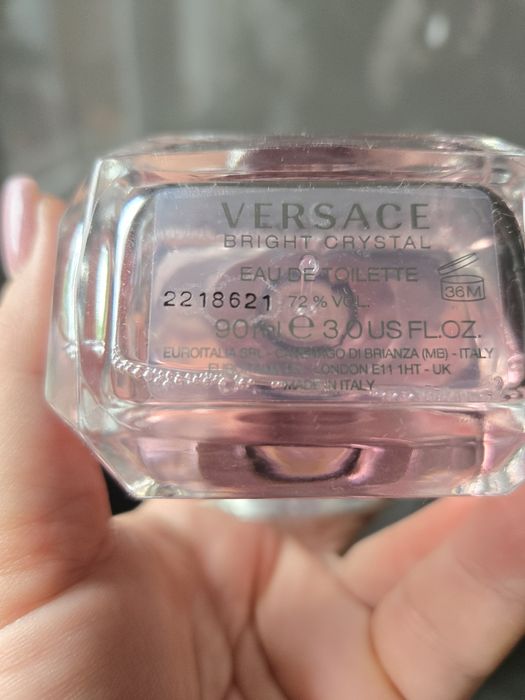 VERSACE
BRIGHT CRYSTAL
EAU DE TOILETTE
36M
2218621 72 % VOL.
90ml e 3.0 US FL.OZ.
EUROITALIA SRL - CAVENAGO DI BRIANZA (MB) - ITALY
LONDON E11 1HT - UK
MADE IN ITALY